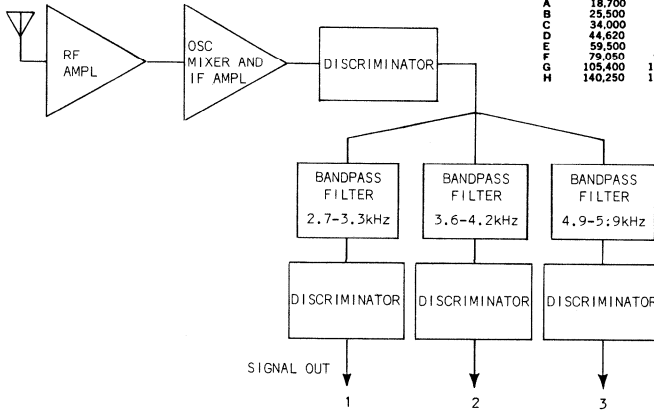 A 18,700
B 25,500
C 34,000
D 44,620
E 59,500
F 79,050
G 105,400 1
H 140,250 1
RF
AMPL
OSC
MIXER AND
IF AMPL
DISCRIMINATOR
BANDPASS
FILTER
2.7-3.3kHz
BANDPASS
FILTER
3.6-4.2kHz
BANDPASS
FILTER
4.9-5:9kHz
DISCRIMINATOR
DISCRIMINATOR
DISCRIMINATOR
SIGNAL OUT
1
2
3